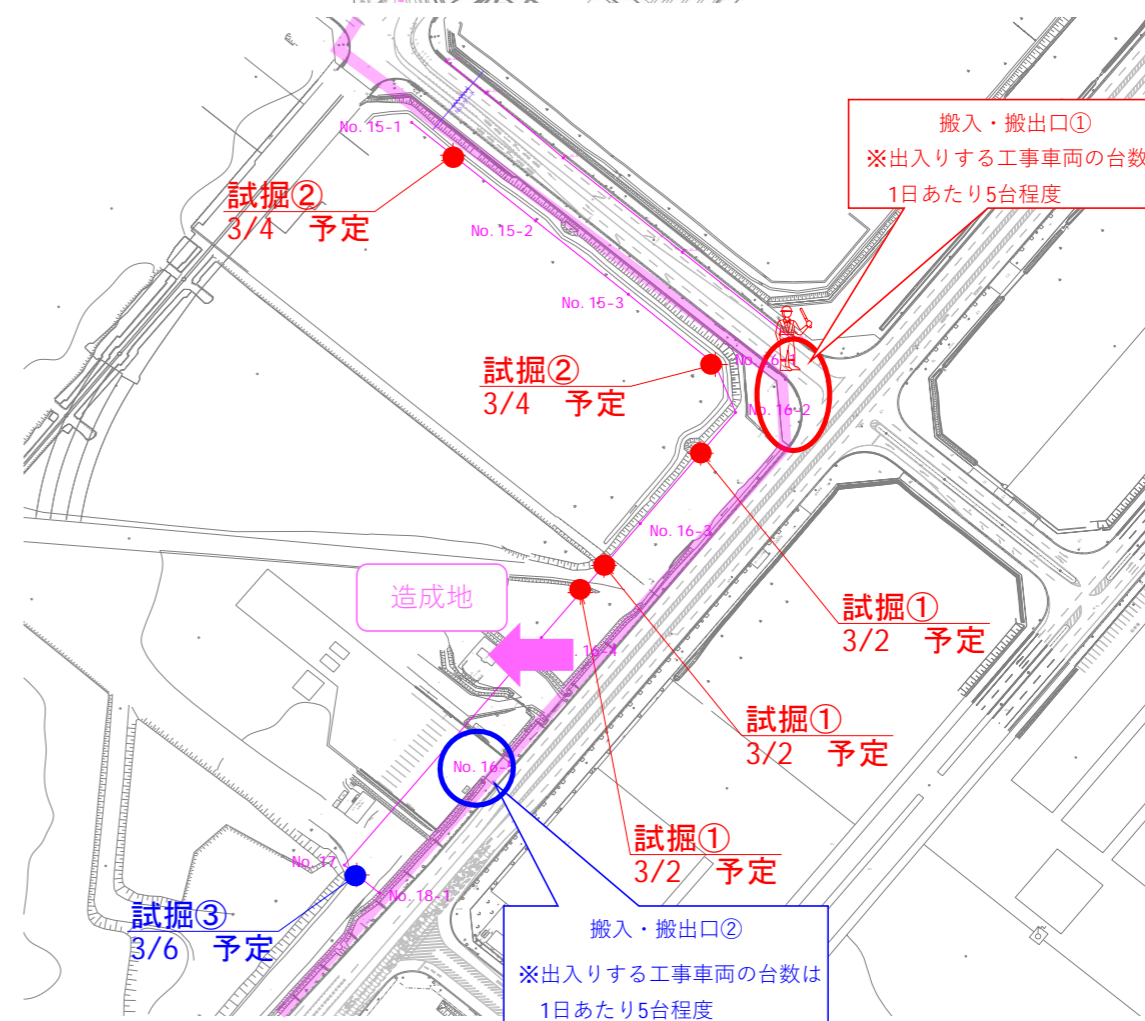 搬入・搬出口①
※出入りする工事車両の台数
1日あたり5台程度
No. 15-1
試掘②
3/4 予定
No. 15-2
No. 15-3
試掘②
3/4 予定
No. 16-2
No. 16-3
造成地
試掘①
3/2 予定
試掘①
3/2 予定
No. 16-
試掘①
3/2 予定
No. 17
No. 18-1
試掘③
3/6 予定
搬入・搬出口②
※出入りする工事車両の台数は
1日あたり5台程度